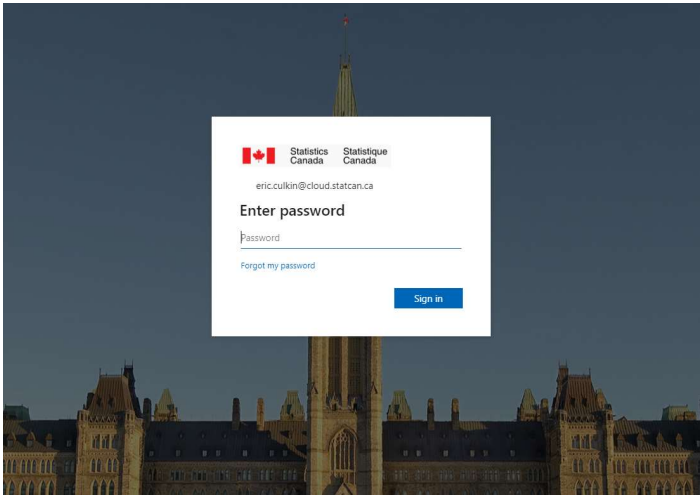 Statistics Statistique
Canada Canada
eric.culkin@cloud.statcan.ca
Enter password
Password
Forgot my password
Sign in